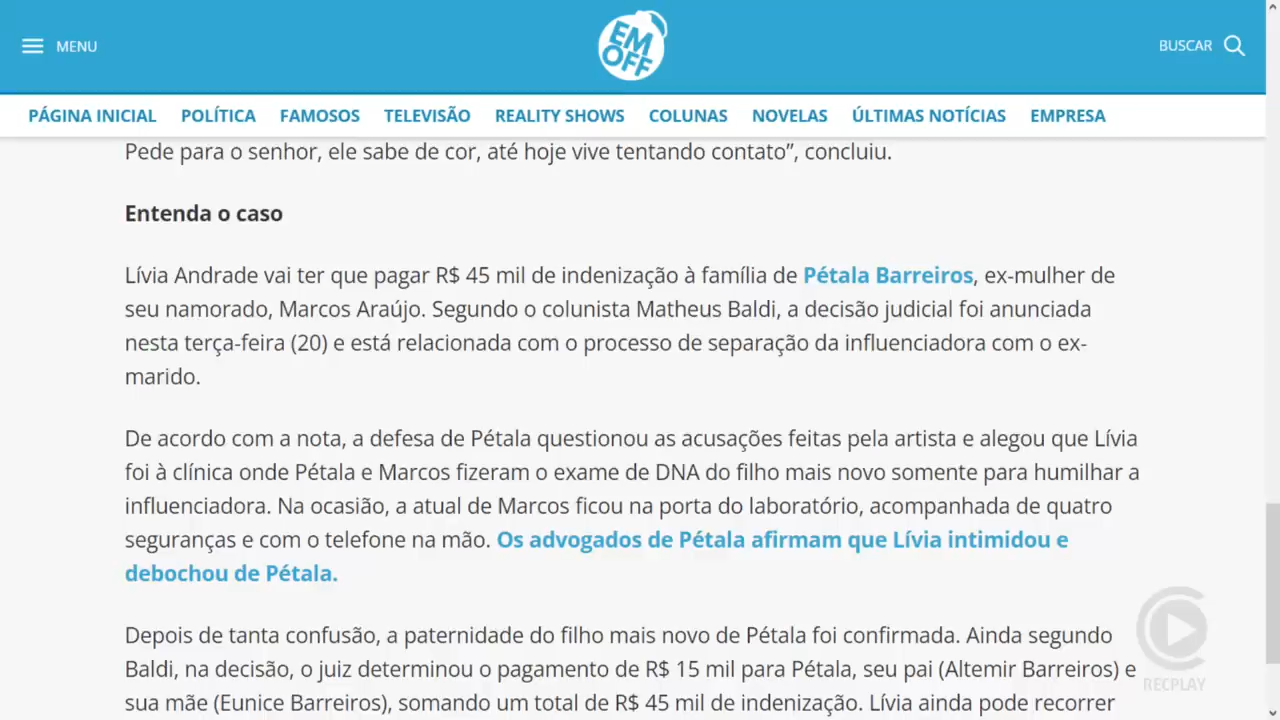 MENU
EM
OFF
BUSCAR
PÁGINA INICIAL POLÍTICA FAMOSOS TELEVISÃO REALITY SHOWS COLUNAS NOVELAS ÚLTIMAS NOTÍCIAS EMPRESA
Pede para o senhor, ele sabe de cor, até hoje vive tentando contato”, concluiu.
Entenda o caso
Lívia Andrade vai ter que pagar R$ 45 mil de indenização à família de Pétala Barreiros, ex-mulher de
seu namorado, Marcos Araújo. Segundo o colunista Matheus Baldi, a decisão judicial foi anunciada
nesta terça-feira (20) e está relacionada com o processo de separação da influenciadora com o ex-
marido.
De acordo com a nota, a defesa de Pétala questionou as acusações feitas pela artista e alegou que Lívia
foi à clínica onde Pétala e Marcos fizeram o exame de DNA do filho mais novo somente para humilhar a
influenciadora. Na ocasião, a atual de Marcos ficou na porta do laboratório, acompanhada de quatro
seguranças e com o telefone na mão. Os advogados de Pétala afirmam que Lívia intimidou e
debochou de Pétala.
Depois de tanta confusão, a paternidade do filho mais novo de Pétala foi confirmada. Ainda segundo
Baldi, na decisão, o juiz determinou o pagamento de R$ 15 mil para Pétala, seu pai (Altemir Barreiros) e
sua mãe (Eunice Barreiros), somando um total de R$ 45 mil de indenização. Lívia ainda pode recorrer
RECPLAY